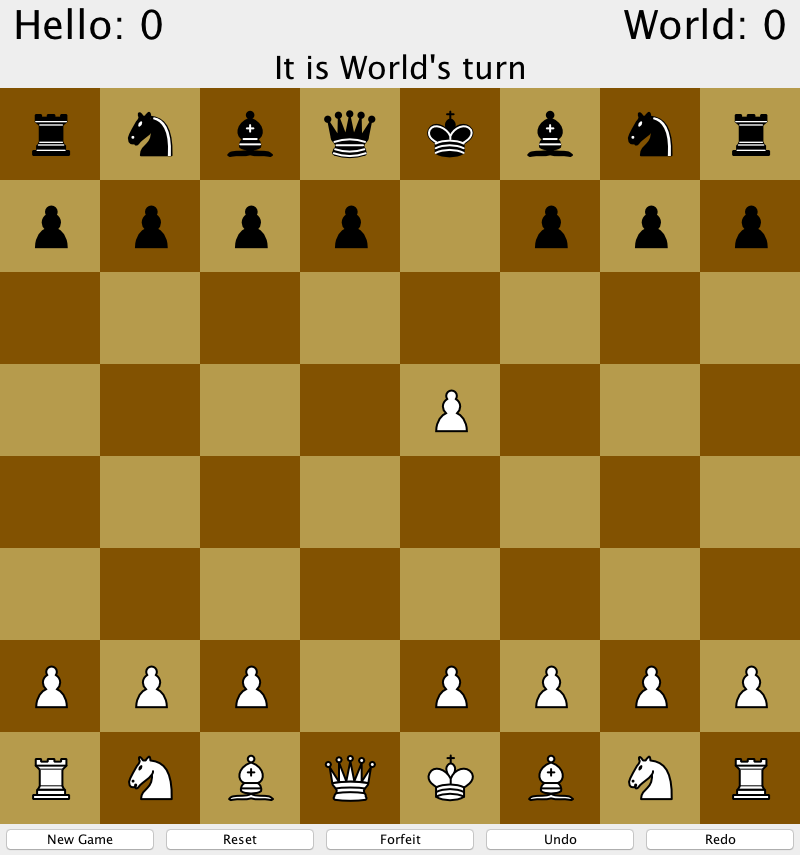 Hello: 0
World: 0
It is World's turn
New Game
Reset
Forfeit
Undo
Redo